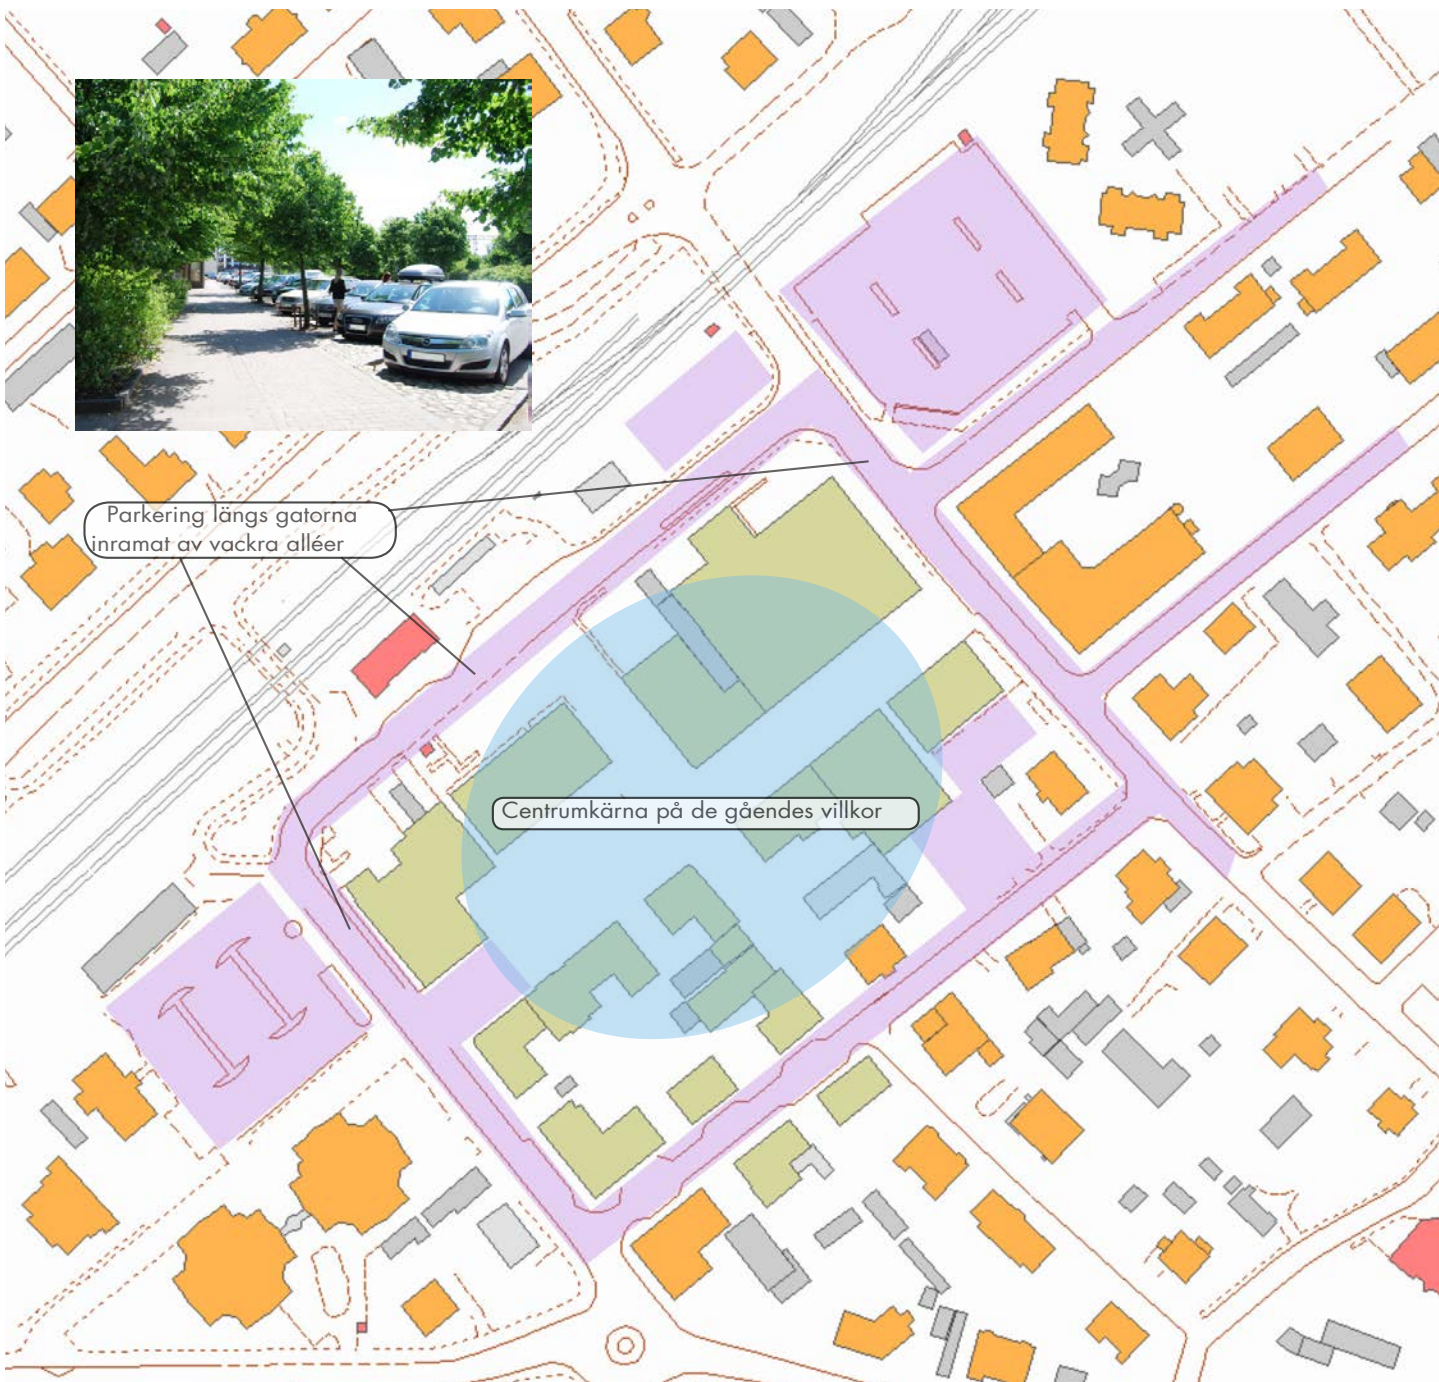 Parkering längs gatorna
inramat av vackra alléer
Centrumkärna på de gåendes villkor